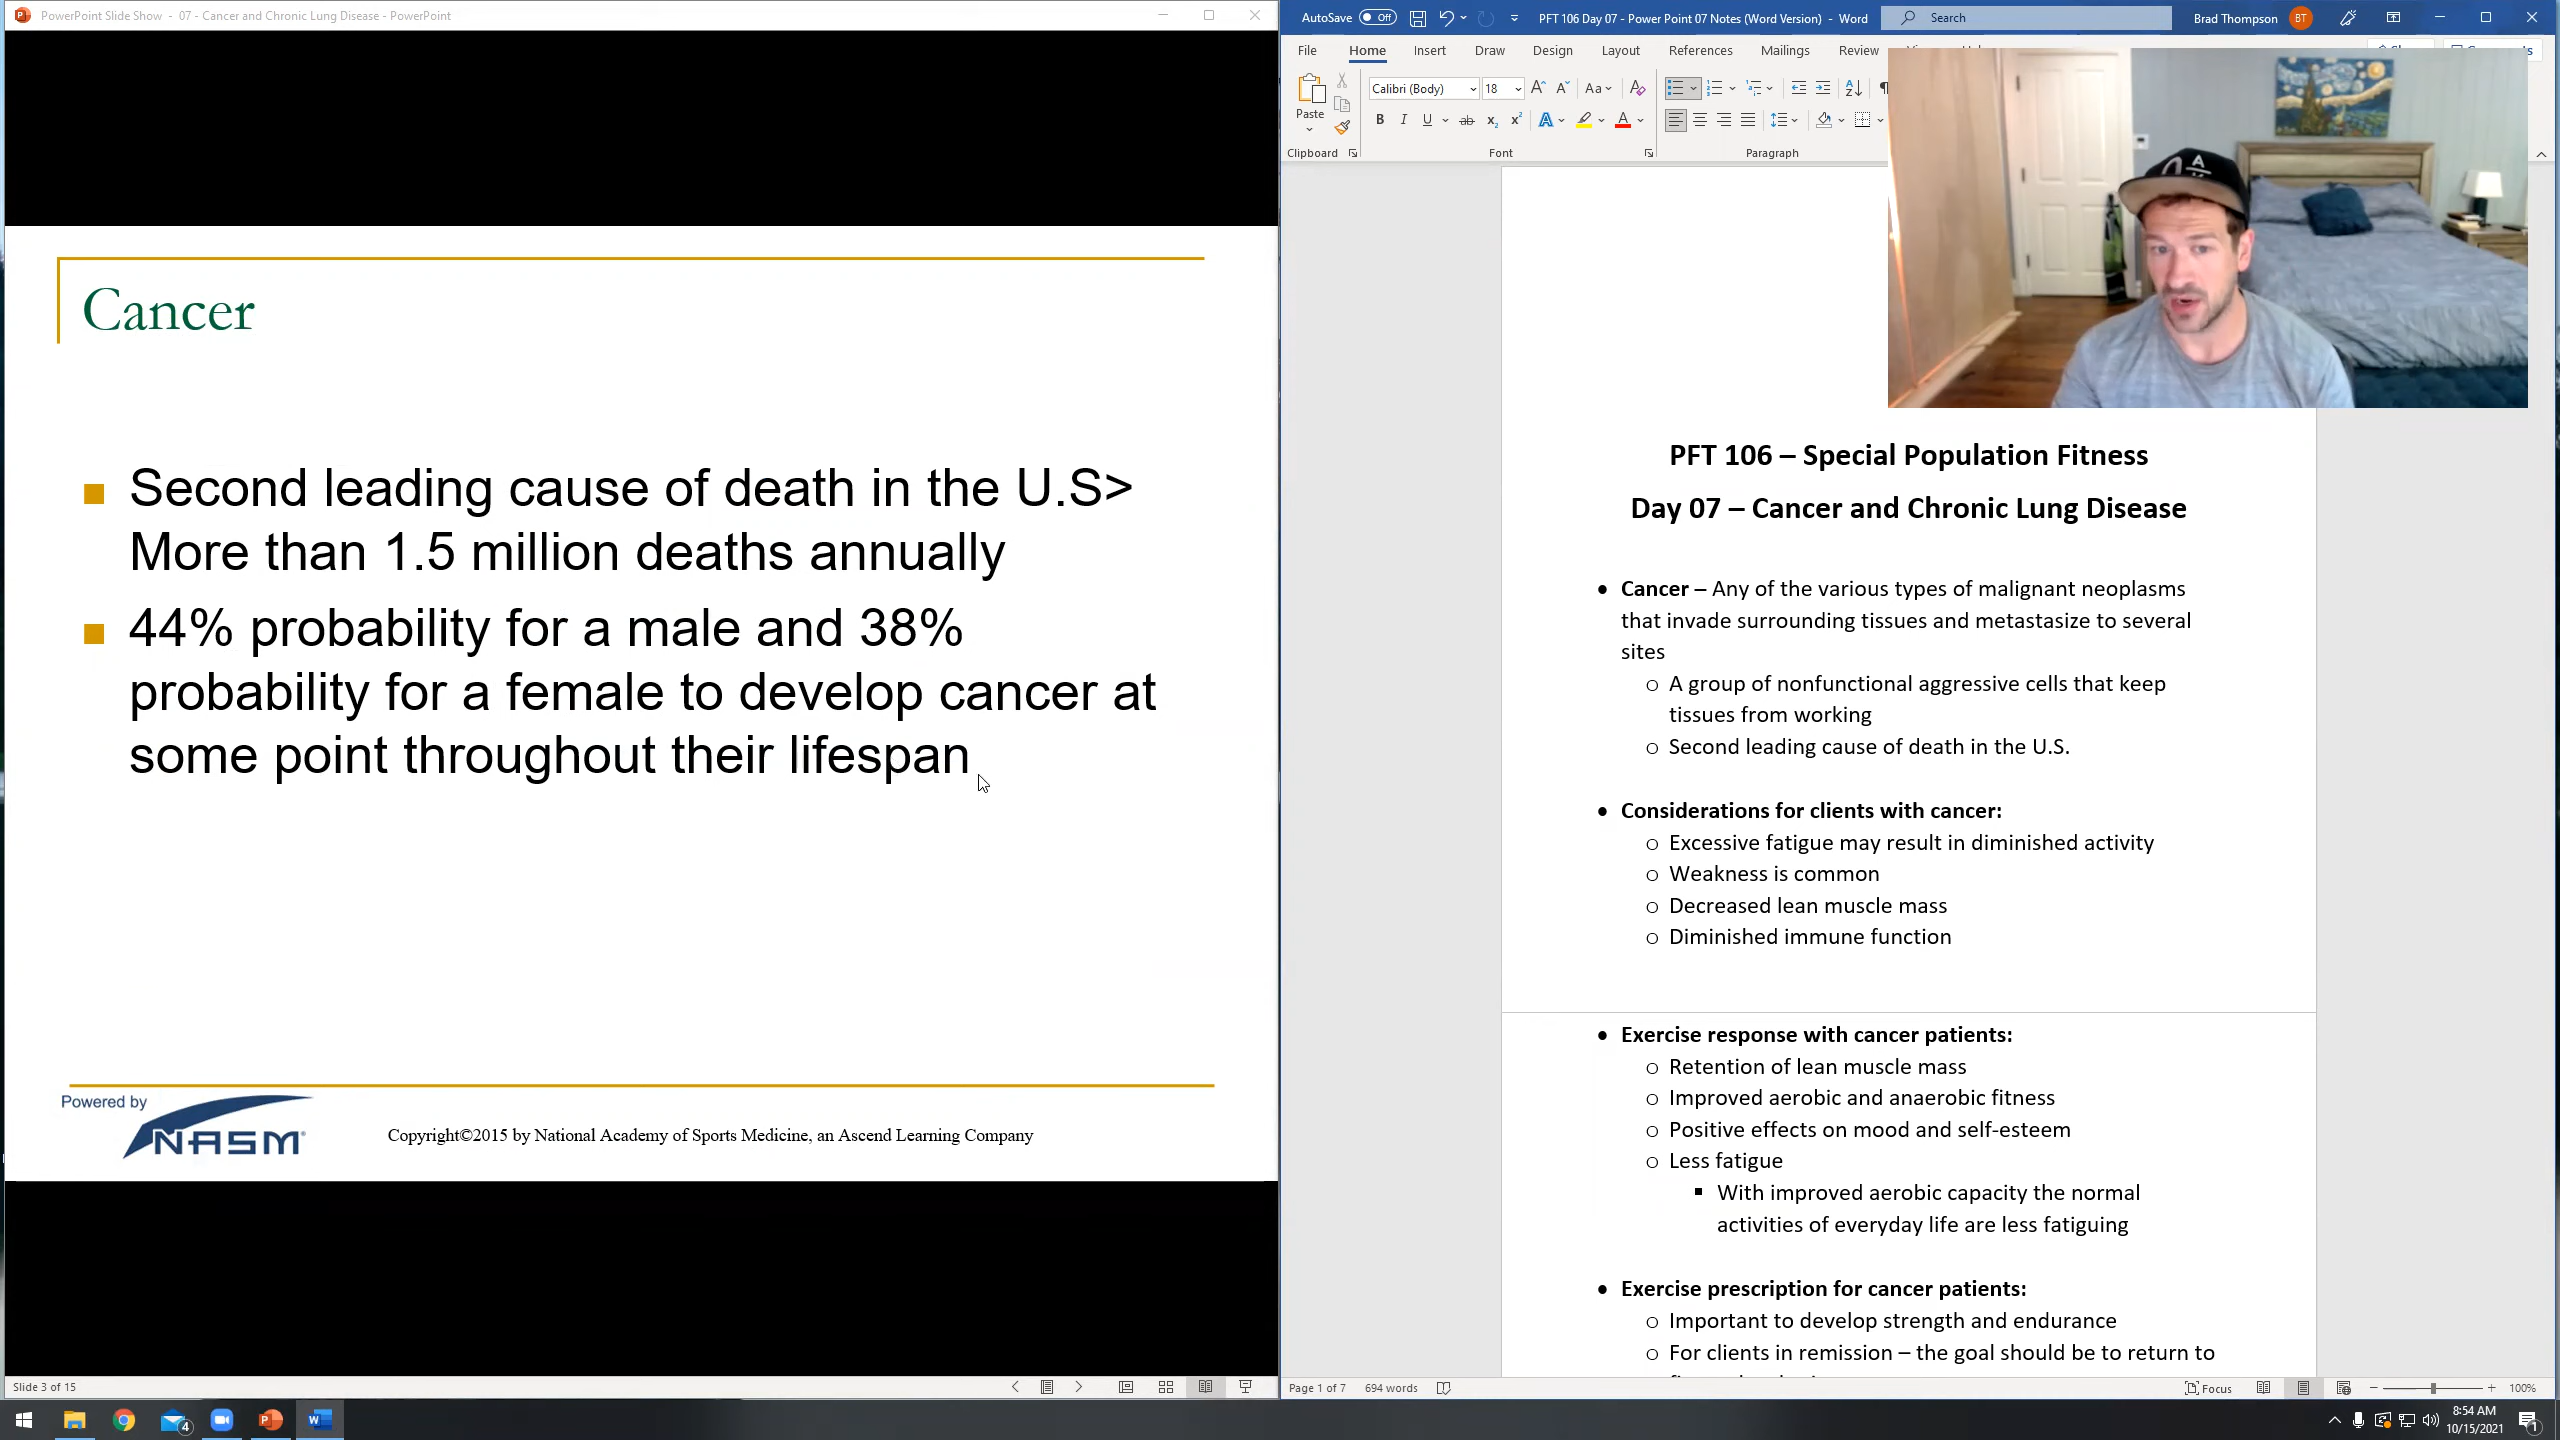 PowerPoint Slide Show - 07 - Cancer and Chronic Lung Disease - PowerPoint
Cancer
Second leading cause of death in the U.S>
More than 1.5 million deaths annually
44% probability for a male and 38%
probability for a female to develop cancer at
some point throughout their lifespan
Powered by
NASM
Copyright©2015 by National Academy of Sports Medicine, an Ascend Learning Company
Slide 3 of 15
AutoSave Off
PFT 106 Day 07 - Power Point 07 Notes (Word Version) - Word
Search
Brad Thompson BT
File Home Insert Draw Design Layout References Mailings Review
Paste
Calibri (Body) 18
Clipboard Font Paragraph
PFT 106 – Special Population Fitness
Day 07 – Cancer and Chronic Lung Disease
Cancer – Any of the various types of malignant neoplasms
that invade surrounding tissues and metastasize to several
sites
A group of nonfunctional aggressive cells that keep
tissues from working
Second leading cause of death in the U.S.
Considerations for clients with cancer:
Excessive fatigue may result in diminished activity
Weakness is common
Decreased lean muscle mass
Diminished immune function
Exercise response with cancer patients:
Retention of lean muscle mass
Improved aerobic and anaerobic fitness
Positive effects on mood and self-esteem
Less fatigue
With improved aerobic capacity the normal
activities of everyday life are less fatiguing
Exercise prescription for cancer patients:
Important to develop strength and endurance
For clients in remission – the goal should be to return to
Page 1 of 7 694 words
Focus
100%
4
8:54 AM
10/15/2021
1